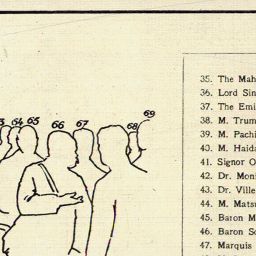 3 64 65 66 67 68 69
35. The Mah
36. Lord Sin
37. The Emi
38. M. Trum
39. M. Pachi
40. M. Haida
41. Signor O
42. Dr. Moni
43. Dr. Ville
44. M. Matsu
45. Baron M
46. Baron So
47. Marquis